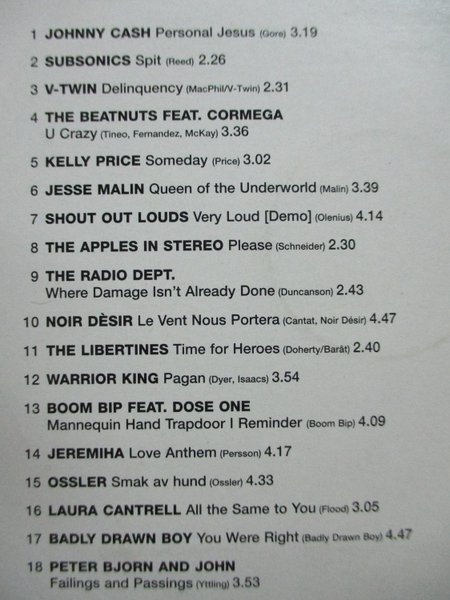 1 JOHNNY CASH Personal Jesus (Gore) 3.19
2 SUBSONICS Spit (Reed) 2.26
3 V-TWIN Delinquency (MacPhil/V-Twin) 2.31
4 THE BEATNUTS FEAT. CORMEGA
U Crazy (Tineo, Fernandez, McKay) 3.36
5 KELLY PRICE Someday (Price) 3.02
6 JESSE MALIN Queen of the Underworld (Malin) 3.39
7 SHOUT OUT LOUDS Very Loud [Demo] (Olenius) 4.14
8 THE APPLES IN STEREO Please (Schneider) 2.30
9 THE RADIO DEPT.
Where Damage Isn't Already Done (Duncanson) 2.43
10 NOIR DÈSIR Le Vent Nous Portera (Cantat, Noir Désir) 4.47
11 THE LIBERTINES Time for Heroes (Doherty/Barât) 2.40
12 WARRIOR KING Pagan (Dyer, Isaacs) 3.54
13 BOOM BIP FEAT. DOSE ONE
Mannequin Hand Trapdoor I Reminder (Boom Bip) 4.09
14 JEREMIHA Love Anthem (Persson) 4.17
15 OSSLER Smak av hund (Ossler) 4.33
16 LAURA CANTRELL All the Same to You (Flood) 3.05
17 BADLY DRAWN BOY You Were Right (Badly Drawn Boy) 4.47
18 PETER BJORN AND JOHN
Failings and Passings (Yttling) 3.53